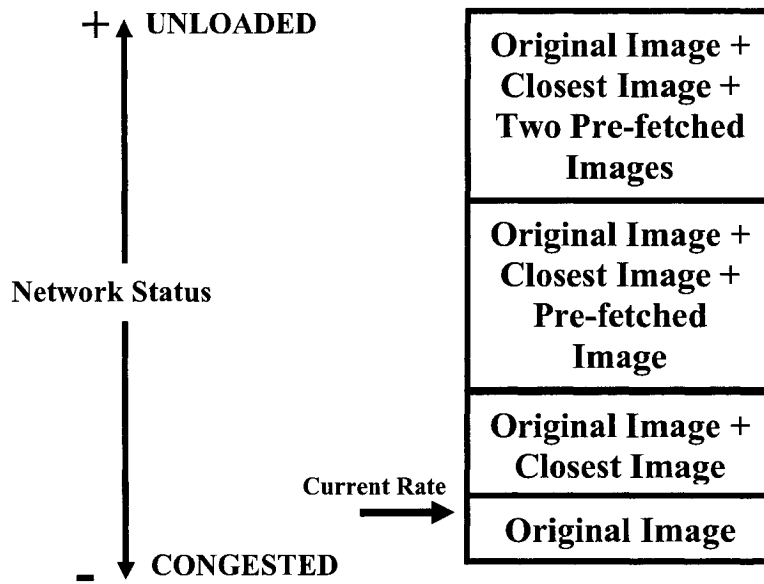 + UNLOADED
Original Image +
Closest Image +
Two Pre-fetched
Images
Original Image +
Closest Image +
Pre-fetched
Image
Network Status
Original Image +
Closest Image
Current Rate
Original Image
- CONGESTED